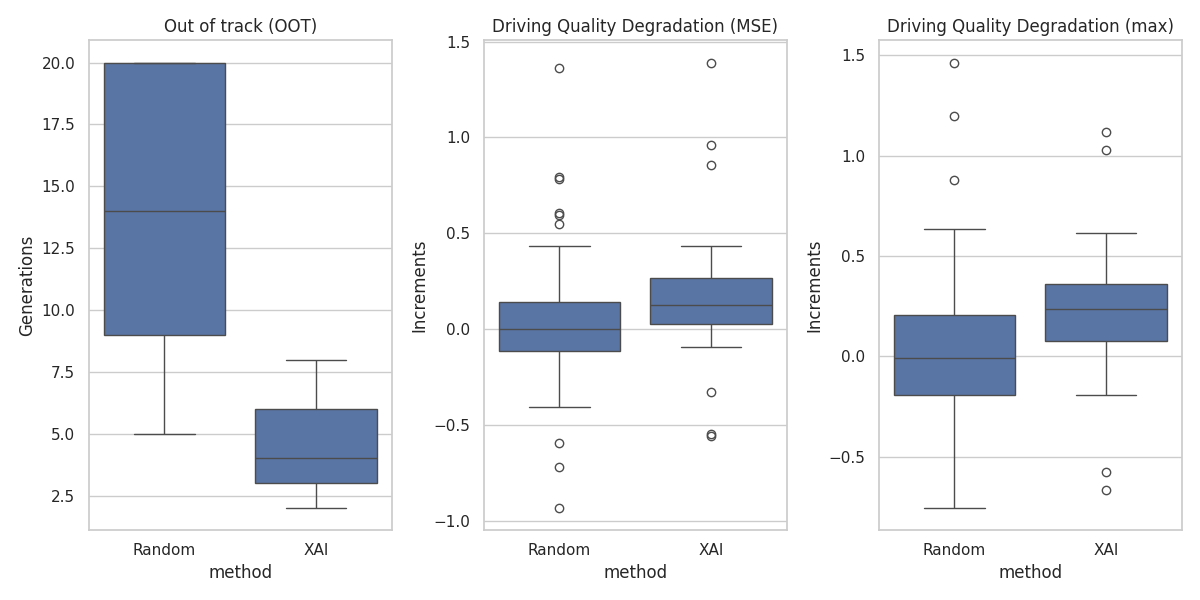 Out of track (OOT)
Generations
20.0
17.5
15.0
12.5
10.0
7.5
5.0
2.5
Random
XAI
method
Driving Quality Degradation (MSE)
Increments
1.5
1.0
0.5
0.0
−0.5
−1.0
Random
XAI
method
Driving Quality Degradation (max)
Increments
1.5
1.0
0.5
0.0
−0.5
Random
XAI
method